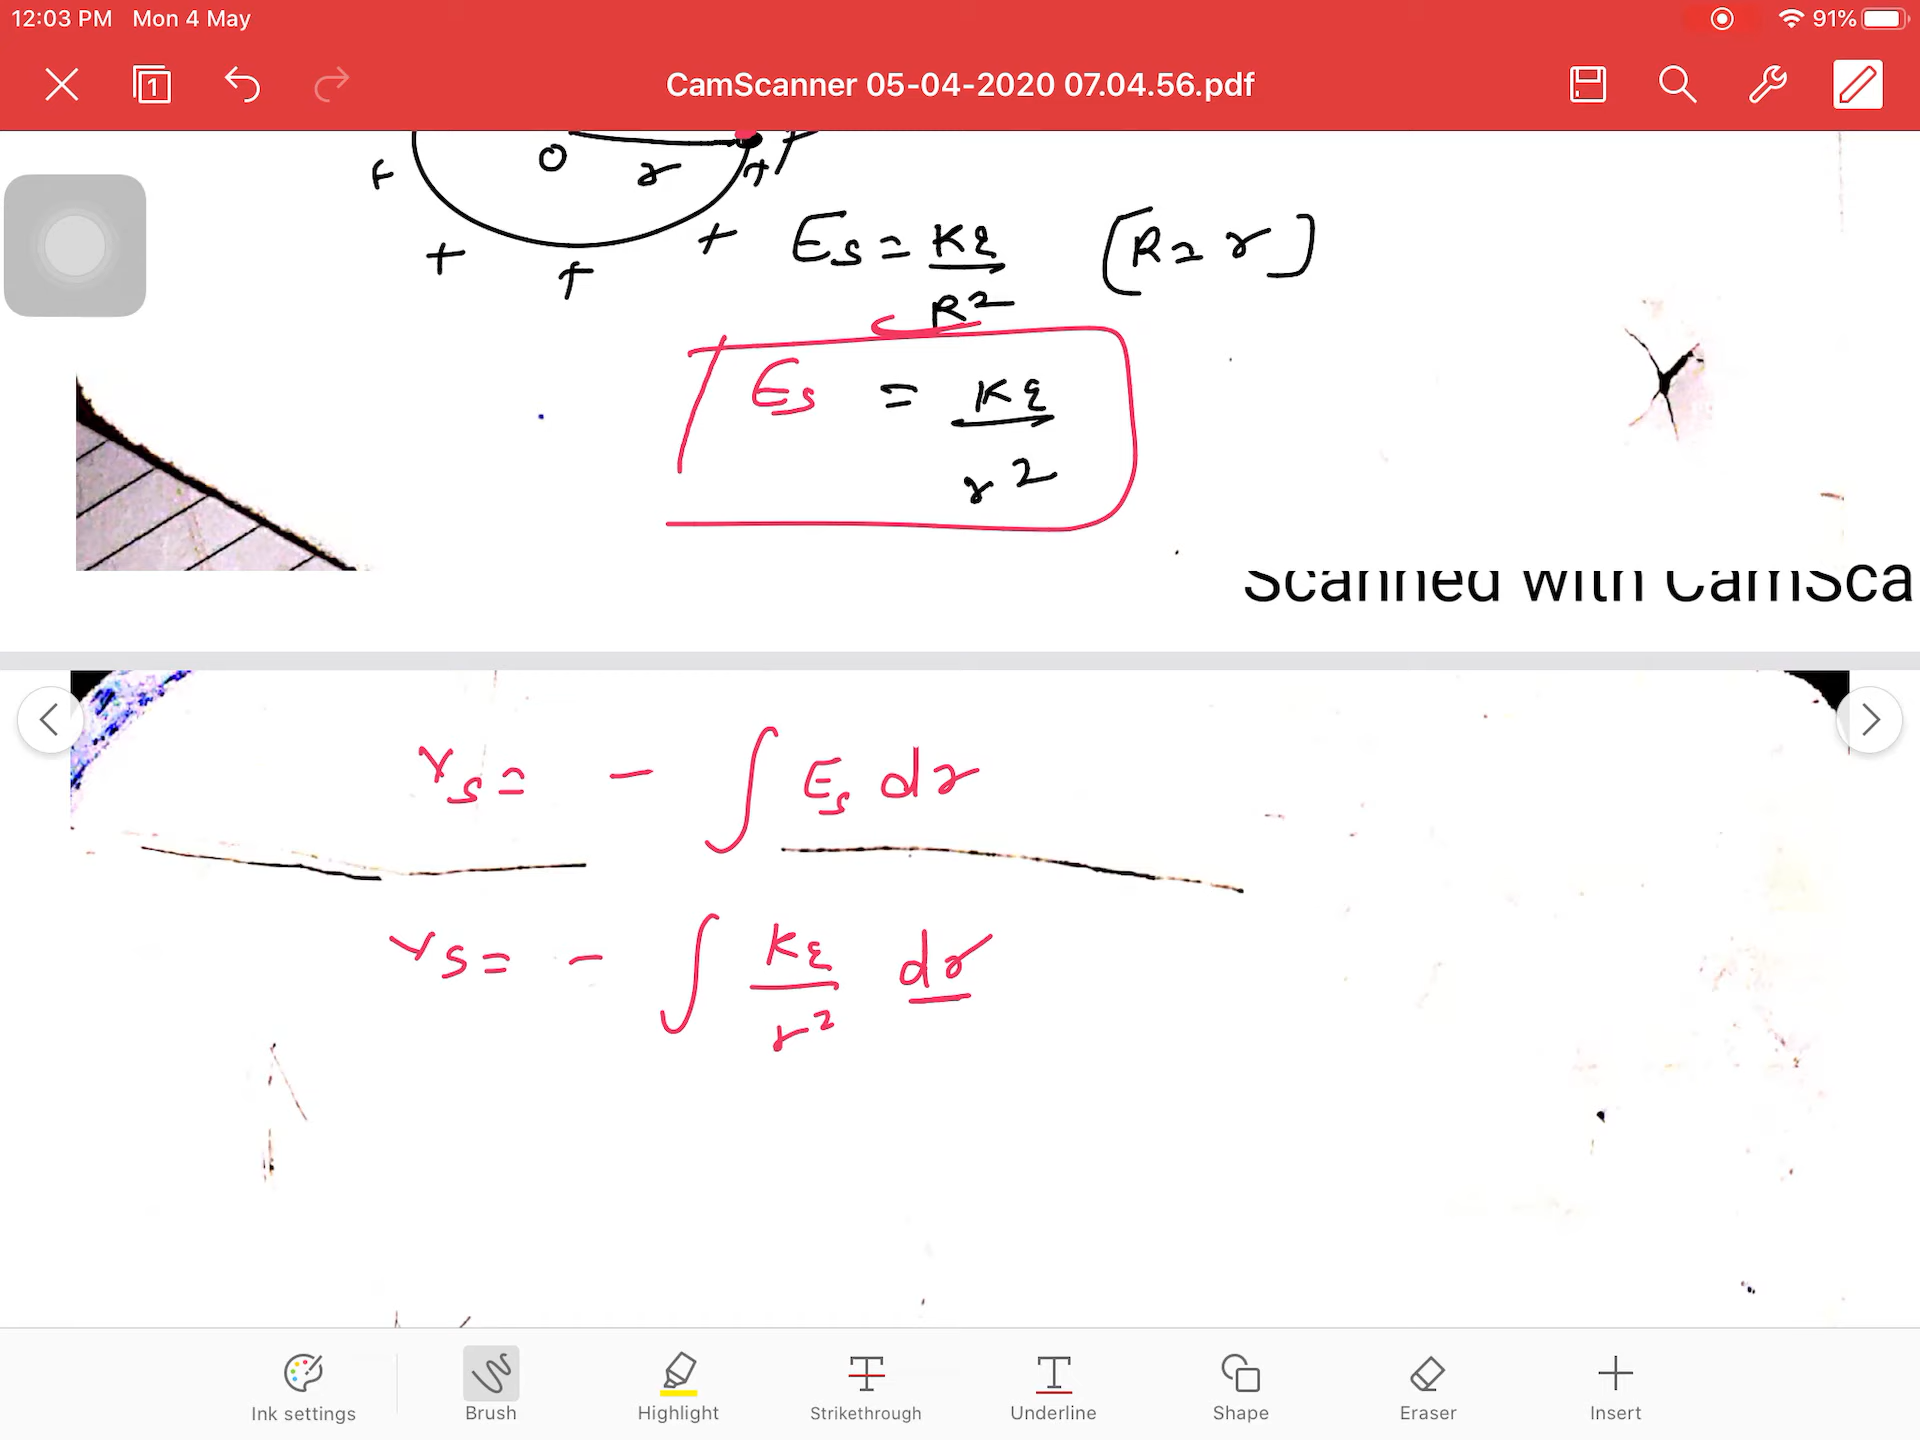 12:03 PM Mon 4 May 91%
1 CamScanner 05-04-2020 07.04.56.pdf
+ O r + P
+ + +
Es = Kq/R² [R = r]
Es = Kq/r²
Scanned with CamSca
Vs = - ∫ Es dr
Vs = - ∫ Kq/r² dr
Ink settings Brush Highlight Strikethrough Underline Shape Eraser Insert